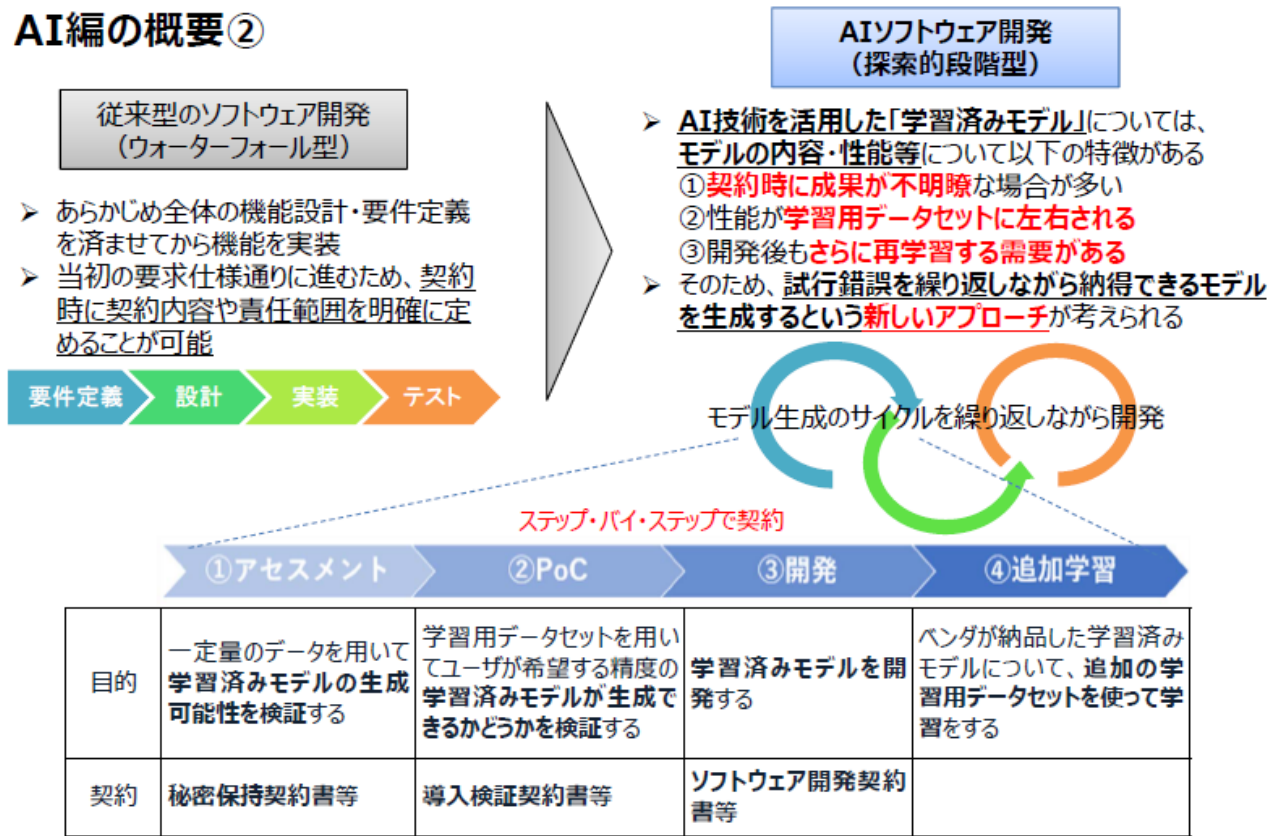 AI編の概要②
従来型のソフトウェア開発
(ウォーターフォール型)
➢ あらかじめ全体の機能設計・要件定義
を済ませてから機能を実装
➢ 当初の要求仕様通りに進むため、契約
時に契約内容や責任範囲を明確に定
めることが可能
要件定義
設計
実装
テスト
AIソフトウェア開発
(探索的段階型)
➢ AI技術を活用した「学習済みモデル」については、
モデルの内容・性能等について以下の特徴がある
①契約時に成果が不明瞭な場合が多い
②性能が学習用データセットに左右される
③開発後もさらに再学習する需要がある
➢ そのため、試行錯誤を繰り返しながら納得できるモデル
を生成するという新しいアプローチが考えられる
モデル生成のサイクルを繰り返しながら開発
ステップ・バイ・ステップで契約
①アセスメント
②PoC
③開発
④追加学習
目的
一定量のデータを用いて
学習済みモデルの生成
可能性を検証する
学習用データセットを用い
てユーザが希望する精度の
学習済みモデルが生成で
きるかどうかを検証する
学習済みモデルを開
発する
ベンダが納品した学習済み
モデルについて、追加の学
習用データセットを使って学
習をする
契約
秘密保持契約書等
導入検証契約書等
ソフトウェア開発契約
書等